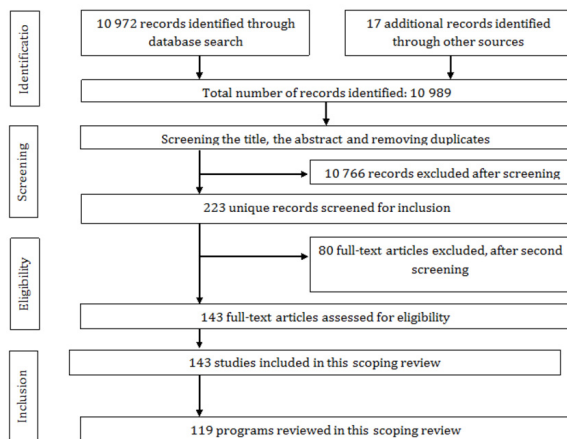 Identificatio
10 972 records identified through
database search
17 additional records identified
through other sources
Total number of records identified: 10 989
Screening
Screening the title, the abstract and removing duplicates
10 766 records excluded after screening
223 unique records screened for inclusion
Eligibility
80 full-text articles excluded, after second
screening
143 full-text articles assessed for eligibility
Inclusion
143 studies included in this scoping review
119 programs reviewed in this scoping review